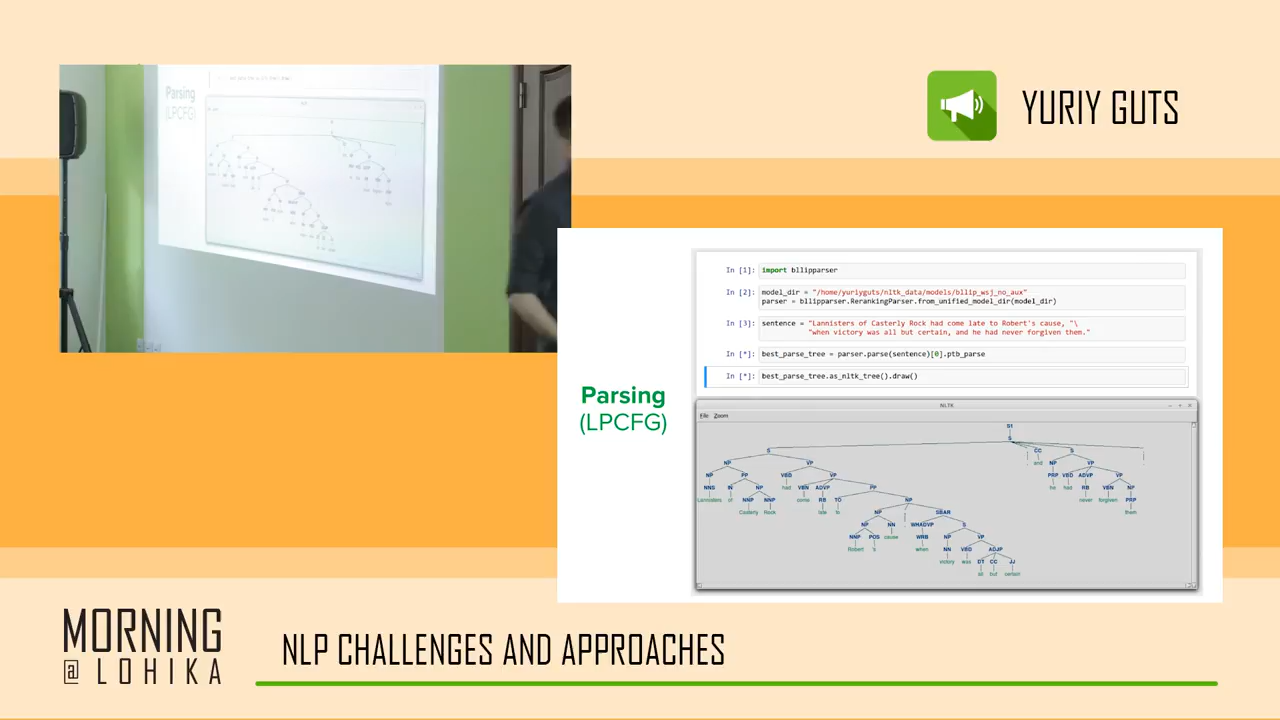 Parsing
(LPCFG)
YURIY GUTS
In [1]: import bllipparser
In [2]: model_dir = "/home/yuriyguts/nltk_data/models/bllip_wsj_no_aux"
parser = bllipparser.RerankingParser.from_unified_model_dir(model_dir)
In [3]: sentence = "Lannisters of Casterly Rock had come late to Robert's cause, "\
"when victory was all but certain, and he had never forgiven them."
In [*]: best_parse_tree = parser.parse(sentence)[0].ptb_parse
In [*]: best_parse_tree.as_nltk_tree().draw()
Parsing
(LPCFG)
NLTK
File Zoom
S1
S
S , CC S .
and
NP VP NP VP
NP PP VBD VP PRP VBD ADVP VP
had he had
NNS IN NP VBN ADVP PP RB VBN NP
Lannisters of come never forgiven
NNP NNP RB TO NP PRP
Casterly Rock late to them
NP , SBAR
NP NN WHADVP S
cause
NNP POS WRB NP VP
Robert 's when
NN VBD ADJP
victory was
DT CC JJ
all but certain
MORNING
@ LOHIKA
NLP CHALLENGES AND APPROACHES